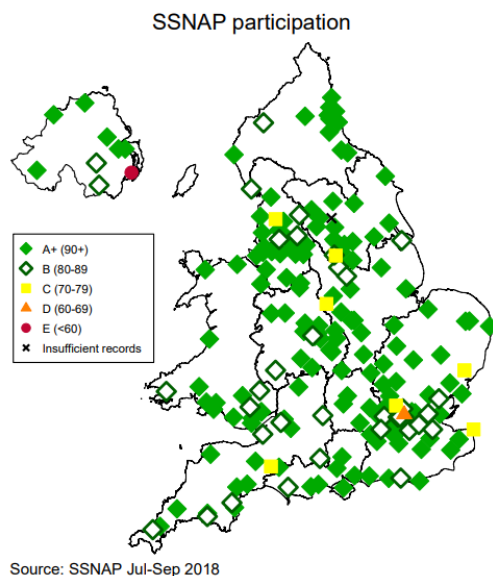 SSNAP participation
A+ (90+)
B (80-89
C (70-79)
D (60-69)
E (<60)
Insufficient records
Source: SSNAP Jul-Sep 2018